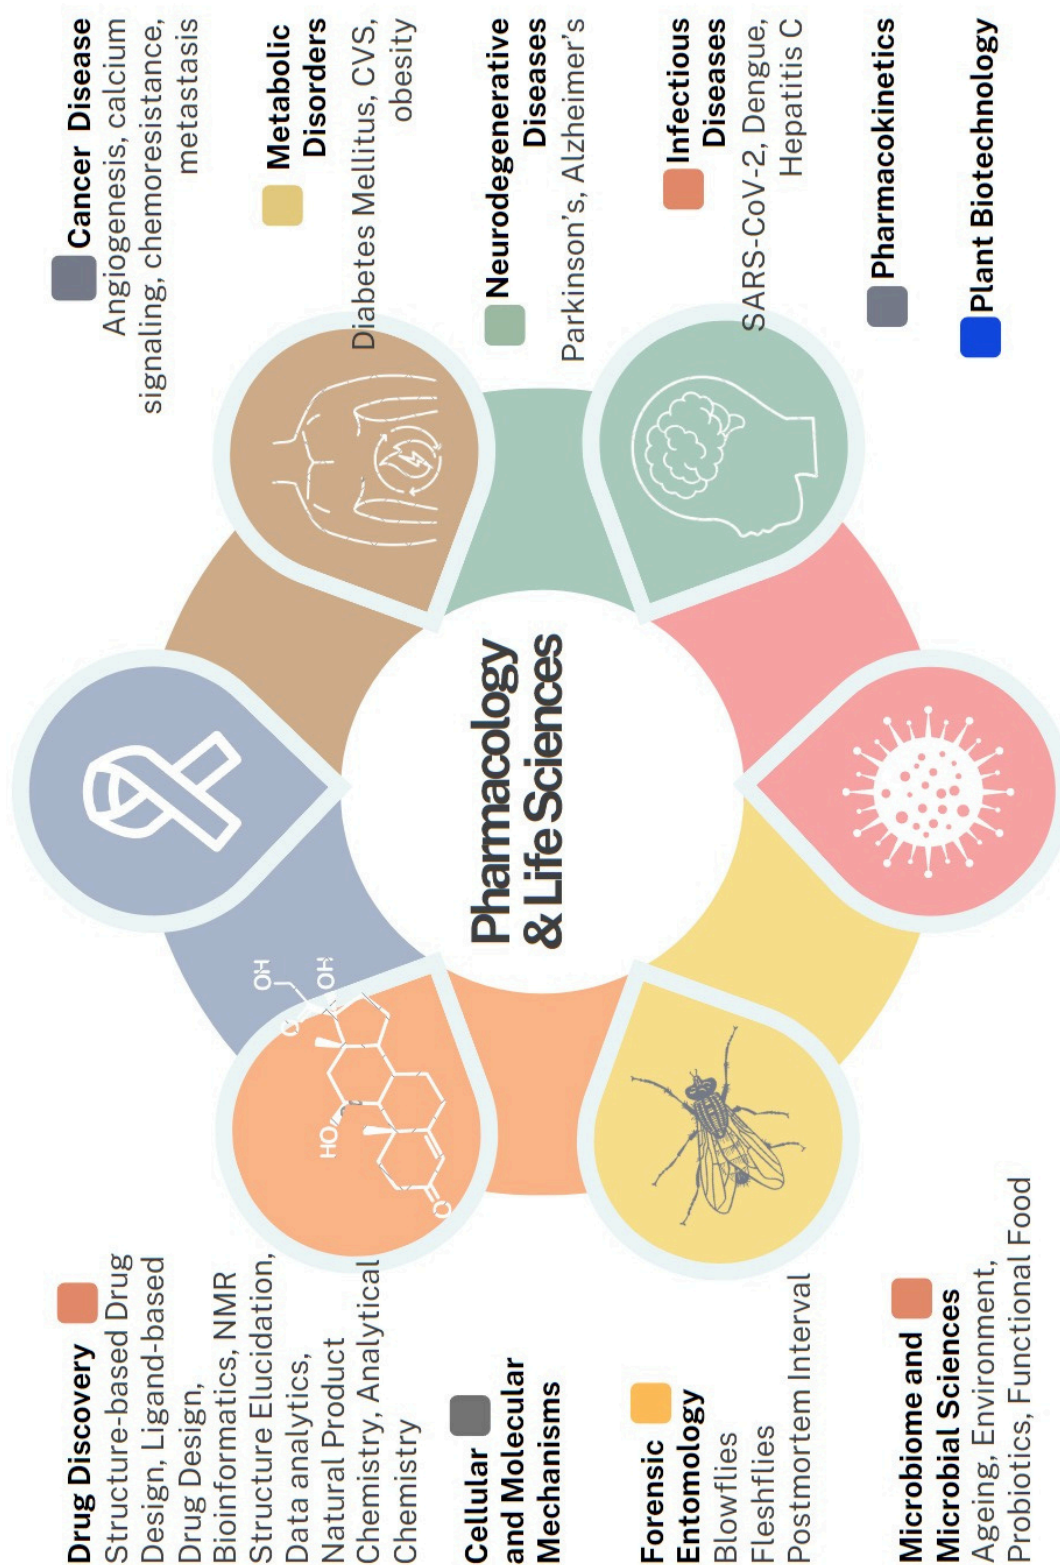 Drug Discovery
Structure-based Drug
Design, Ligand-based
Drug Design,
Bioinformatics, NMR
Structure Elucidation,
Data analytics,
Natural Product
Chemistry, Analytical
Chemistry
Cellular
and Molecular
Mechanisms
Forensic
Entomology
Blowflies
Fleshflies
Postmortem Interval
Microbiome and
Microbial Sciences
Ageing, Environment,
Probiotics, Functional Food
OH
O
OH
HO
O
Pharmacology
& Life Sciences
Cancer Disease
Angiogenesis, calcium
signaling, chemoresistance,
metastasis
Metabolic
Disorders
Diabetes Mellitus, CVS,
obesity
Neurodegenerative
Diseases
Parkinson's, Alzheimer's
Infectious
Diseases
SARS-CoV-2, Dengue,
Hepatitis C
Pharmacokinetics
Plant Biotechnology